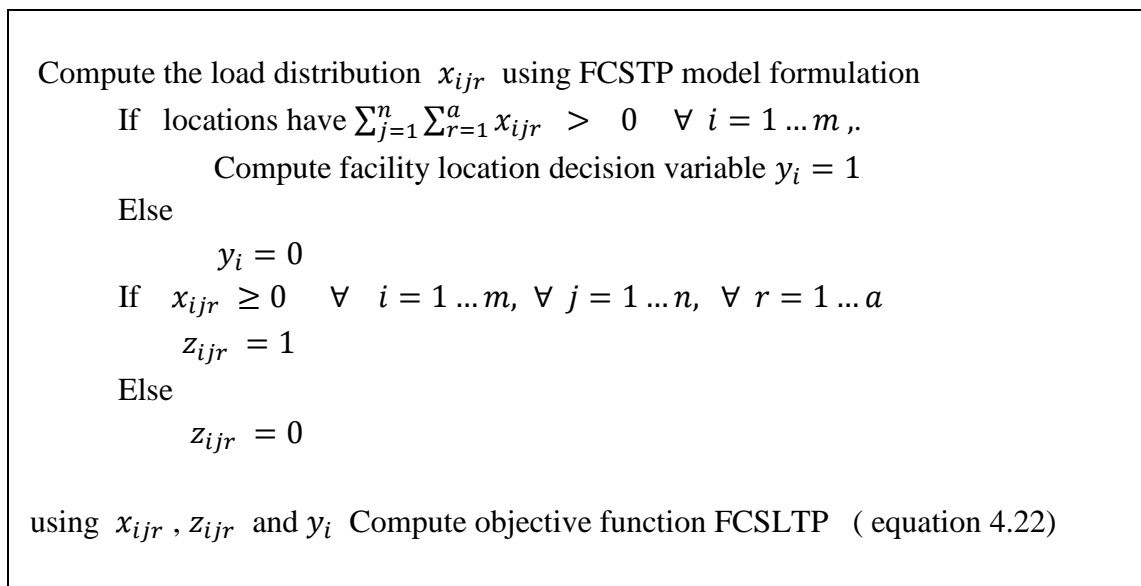 Compute the load distribution x_{ijr} using FCSTP model formulation
If locations have \sum_{j=1}^{n} \sum_{r=1}^{a} x_{ijr} > 0 ∀ i = 1 … m ,.
Compute facility location decision variable y_i = 1
Else
y_i = 0
If x_{ijr} ≥ 0 ∀ i = 1 … m, ∀ j = 1 … n, ∀ r = 1 … a
z_{ijr} = 1
Else
z_{ijr} = 0
using x_{ijr} , z_{ijr} and y_i Compute objective function FCSLTP ( equation 4.22)